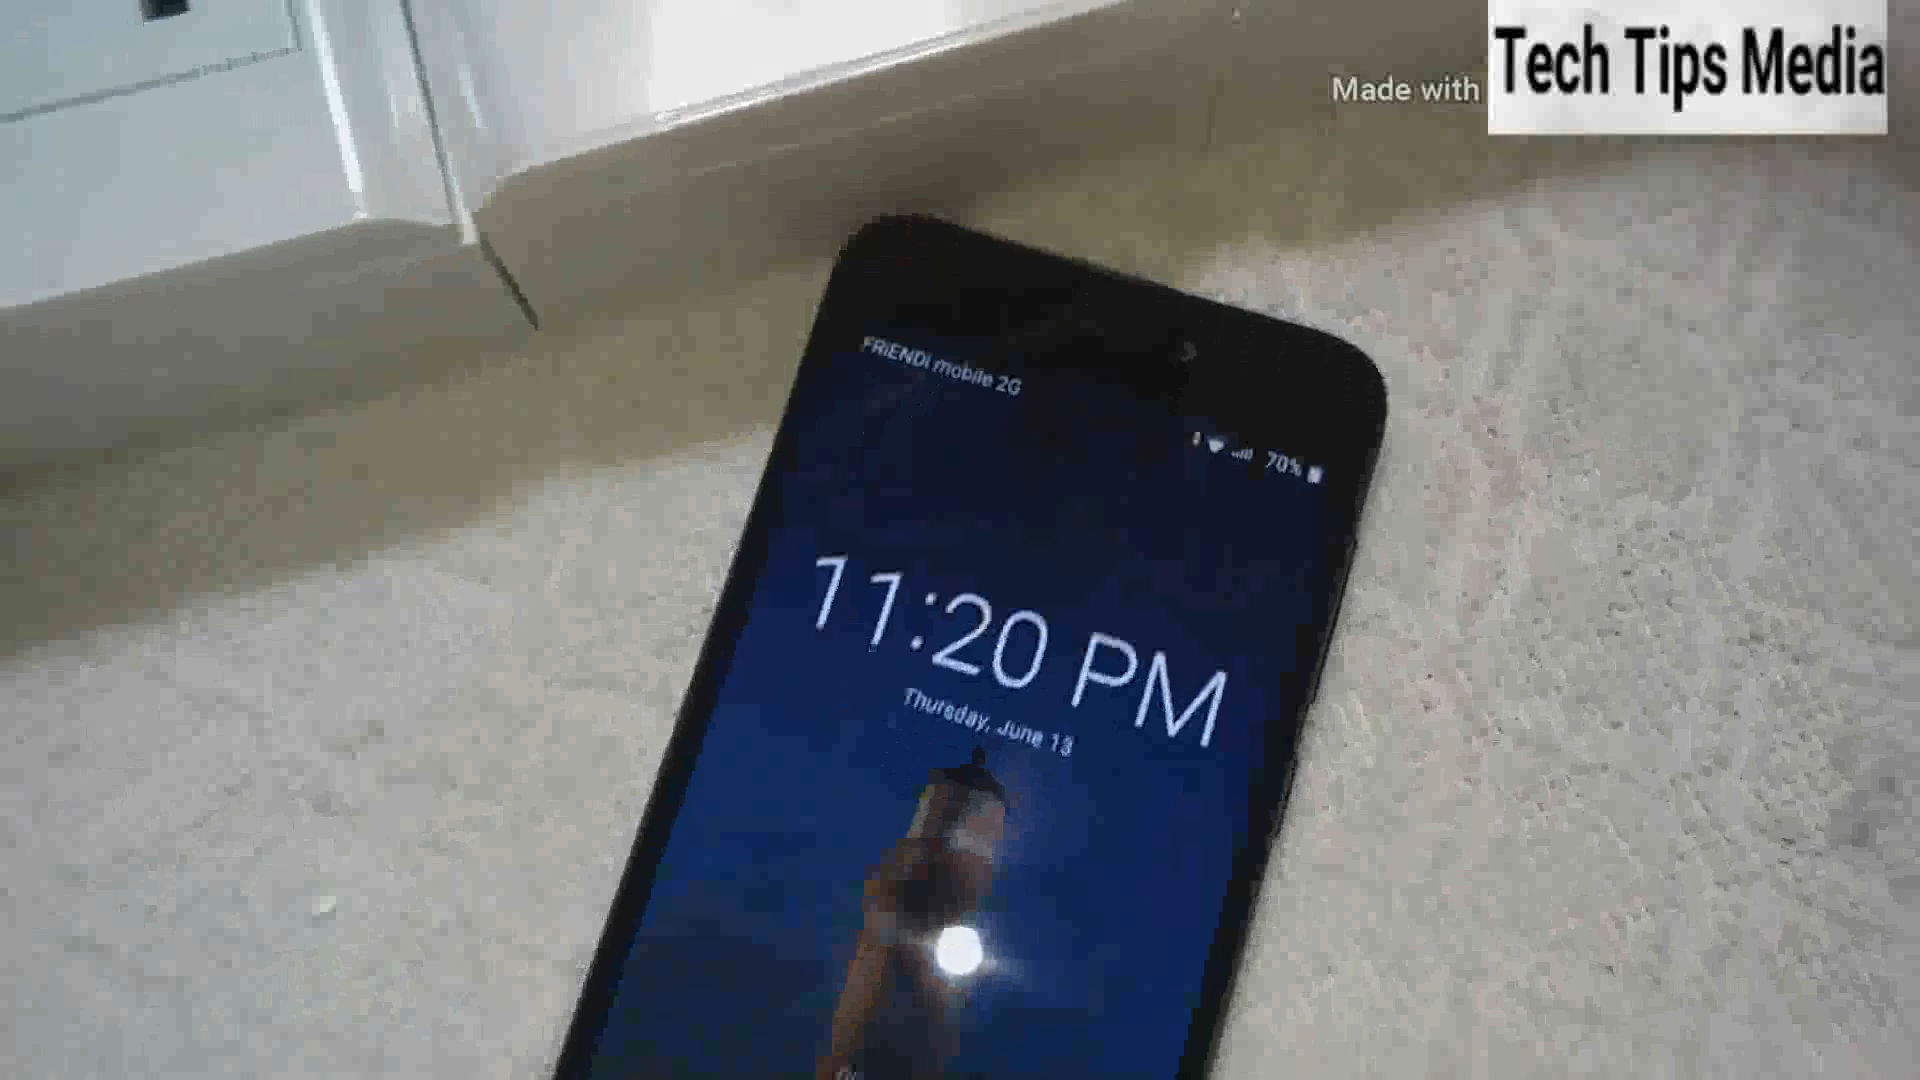 Tech Tips Media
Made with
FRiENDi mobile 2G
70%
11:20 PM
Thursday, June 13